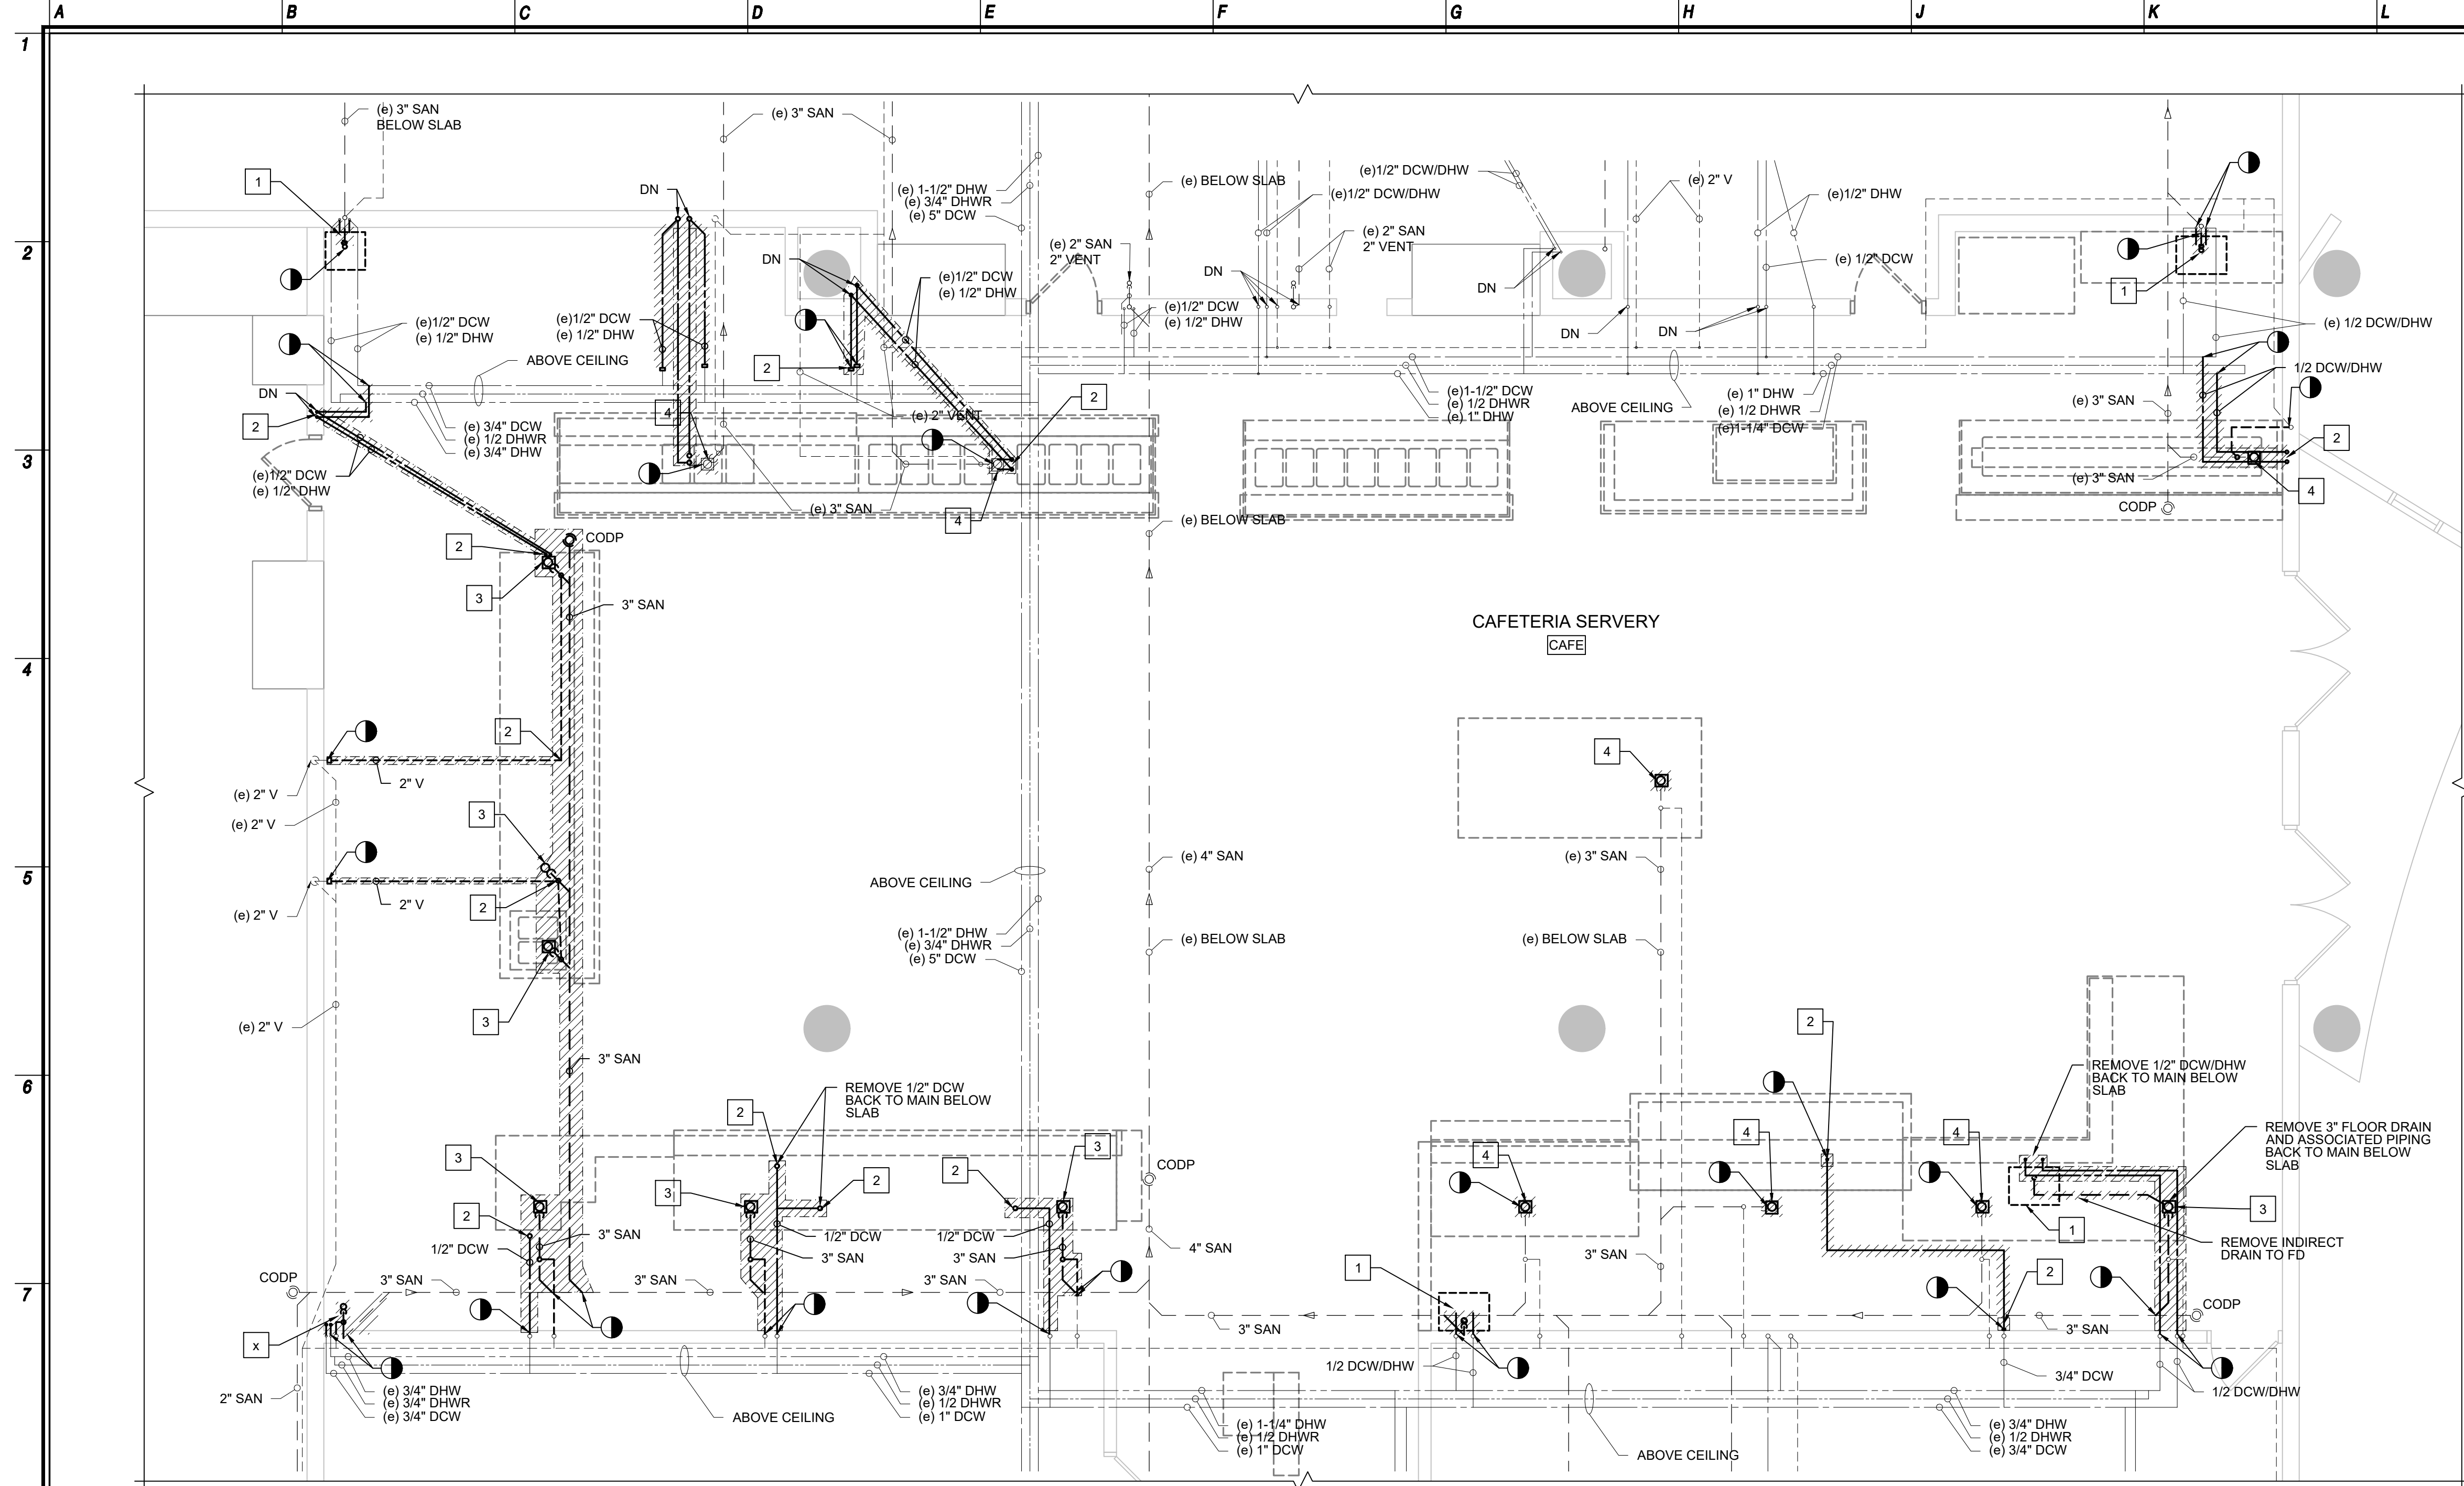 A B C D E F G H J K L
1
(e) 3" SAN
BELOW SLAB
(e) 3" SAN
1
DN
(e) 1-1/2" DHW
(e) 3/4" DHWR
(e) 5" DCW
(e) BELOW SLAB
(e)1/2" DCW/DHW
(e)1/2" DCW/DHW
(e) 2" V
(e)1/2" DHW
2
DN
(e) 2" SAN
2" VENT
(e) 2" SAN
2" VENT
(e) 1/2" DCW
DN
DN
1
(e)1/2" DCW
(e) 1/2" DHW
(e)1/2" DCW
(e) 1/2" DHW
(e)1/2" DCW
(e) 1/2" DHW
(e)1/2" DCW
(e) 1/2" DHW
DN
DN
(e) 1/2 DCW/DHW
ABOVE CEILING
2
1/2 DCW/DHW
DN
2
4
(e) 2" VENT
2
(e)1-1/2" DCW
(e) 1/2 DHWR
(e) 1" DHW
ABOVE CEILING
(e) 1" DHW
(e) 1/2 DHWR
(e)1-1/4" DCW
(e) 3" SAN
(e) 3/4" DCW
(e) 1/2 DHWR
(e) 3/4" DHW
2
3
(e)1/2" DCW
(e) 1/2" DHW
(e) 3" SAN
4
(e) 3" SAN
4
CODP
(e) BELOW SLAB
CODP
2
3
3" SAN
CAFETERIA SERVERY
CAFE
4
2
4
2" V
(e) 2" V
(e) 2" V
3
5
(e) 4" SAN
(e) 3" SAN
ABOVE CEILING
2" V
(e) 2" V
2
(e) 1-1/2" DHW
(e) 3/4" DHWR
(e) 5" DCW
(e) BELOW SLAB
(e) BELOW SLAB
3
(e) 2" V
2
3" SAN
6
REMOVE 1/2" DCW
BACK TO MAIN BELOW
SLAB
REMOVE 1/2" DCW/DHW
BACK TO MAIN BELOW
SLAB
2
3
3
2
3
2
2
CODP
4
4
4
REMOVE 3" FLOOR DRAIN
AND ASSOCIATED PIPING
BACK TO MAIN BELOW
SLAB
3
1
2
3" SAN
1/2" DCW
1/2" DCW
3" SAN
1/2" DCW
3" SAN
4" SAN
3" SAN
REMOVE INDIRECT
DRAIN TO FD
7
CODP
3" SAN
3" SAN
3" SAN
1
2
CODP
3" SAN
3" SAN
x
1/2 DCW/DHW
3/4" DCW
1/2 DCW/DHW
2" SAN
(e) 3/4" DHW
(e) 3/4" DHWR
(e) 3/4" DCW
ABOVE CEILING
(e) 3/4" DHW
(e) 1/2 DHWR
(e) 1" DCW
(e) 1-1/4" DHW
(e) 1/2 DHWR
(e) 1" DCW
ABOVE CEILING
(e) 3/4" DHW
(e) 1/2 DHWR
(e) 3/4" DCW